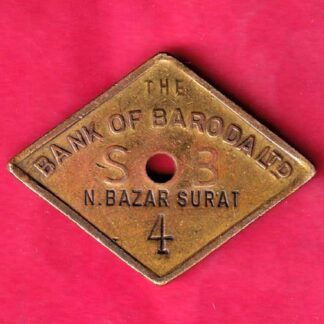 THE
BANK OF BARODA LTD
S B
N. BAZAR SURAT
4